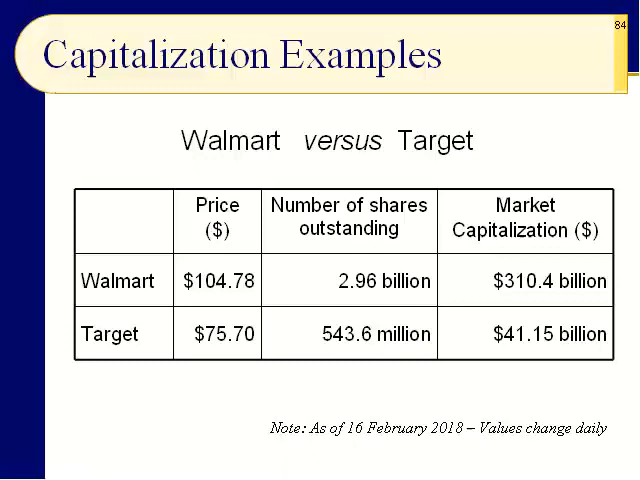 84
Capitalization Examples
Walmart versus Target
Price ($) Number of shares outstanding Market Capitalization ($)
Walmart $104.78 2.96 billion $310.4 billion
Target $75.70 543.6 million $41.15 billion
Note: As of 16 February 2018 – Values change daily